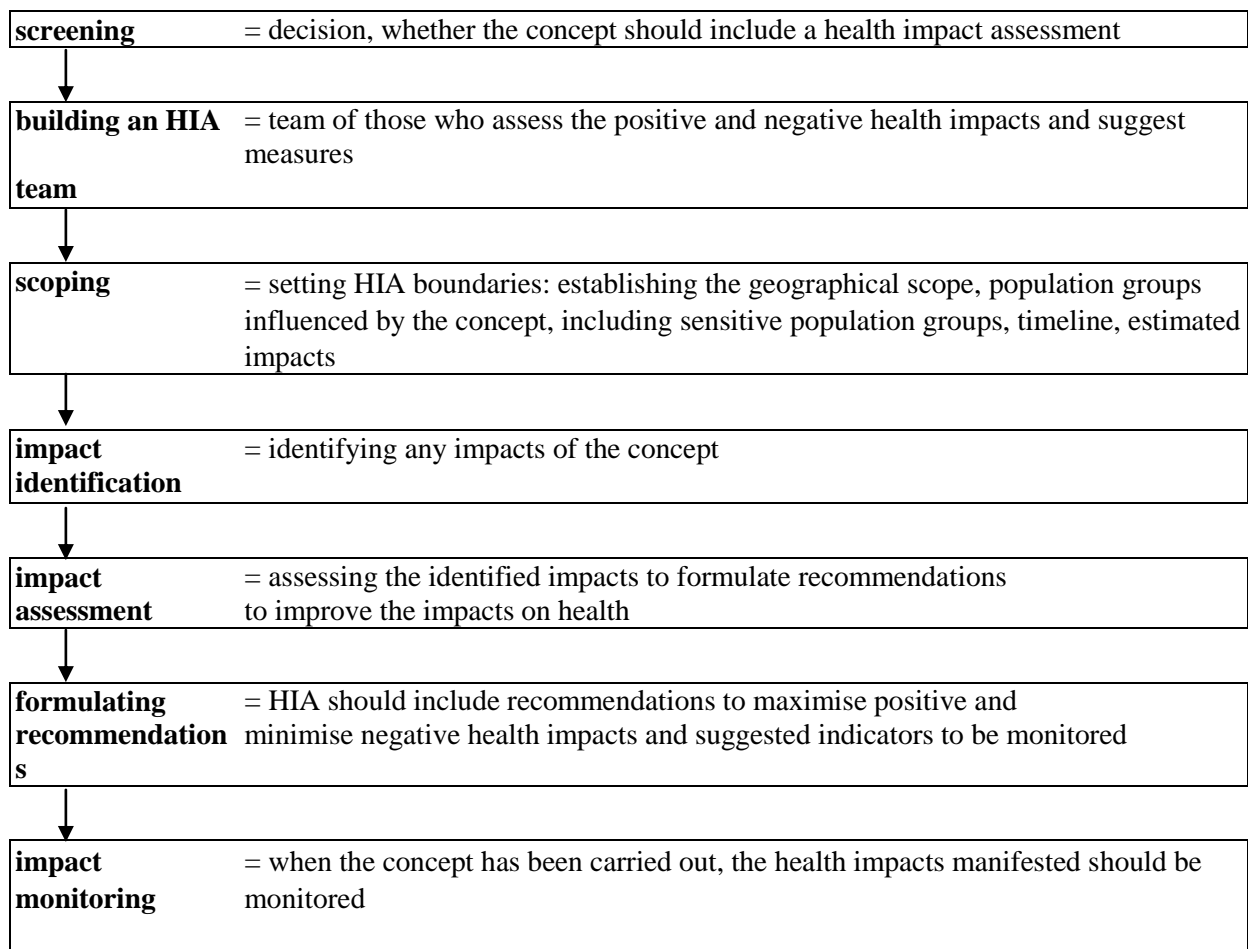 screening = decision, whether the concept should include a health impact assessment
building an HIA = team of those who assess the positive and negative health impacts and suggest
measures
team
scoping = setting HIA boundaries: establishing the geographical scope, population groups
influenced by the concept, including sensitive population groups, timeline, estimated
impacts
impact = identifying any impacts of the concept
identification
impact = assessing the identified impacts to formulate recommendations
assessment to improve the impacts on health
formulating = HIA should include recommendations to maximise positive and
recommendation minimise negative health impacts and suggested indicators to be monitored
s
impact = when the concept has been carried out, the health impacts manifested should be
monitoring monitored